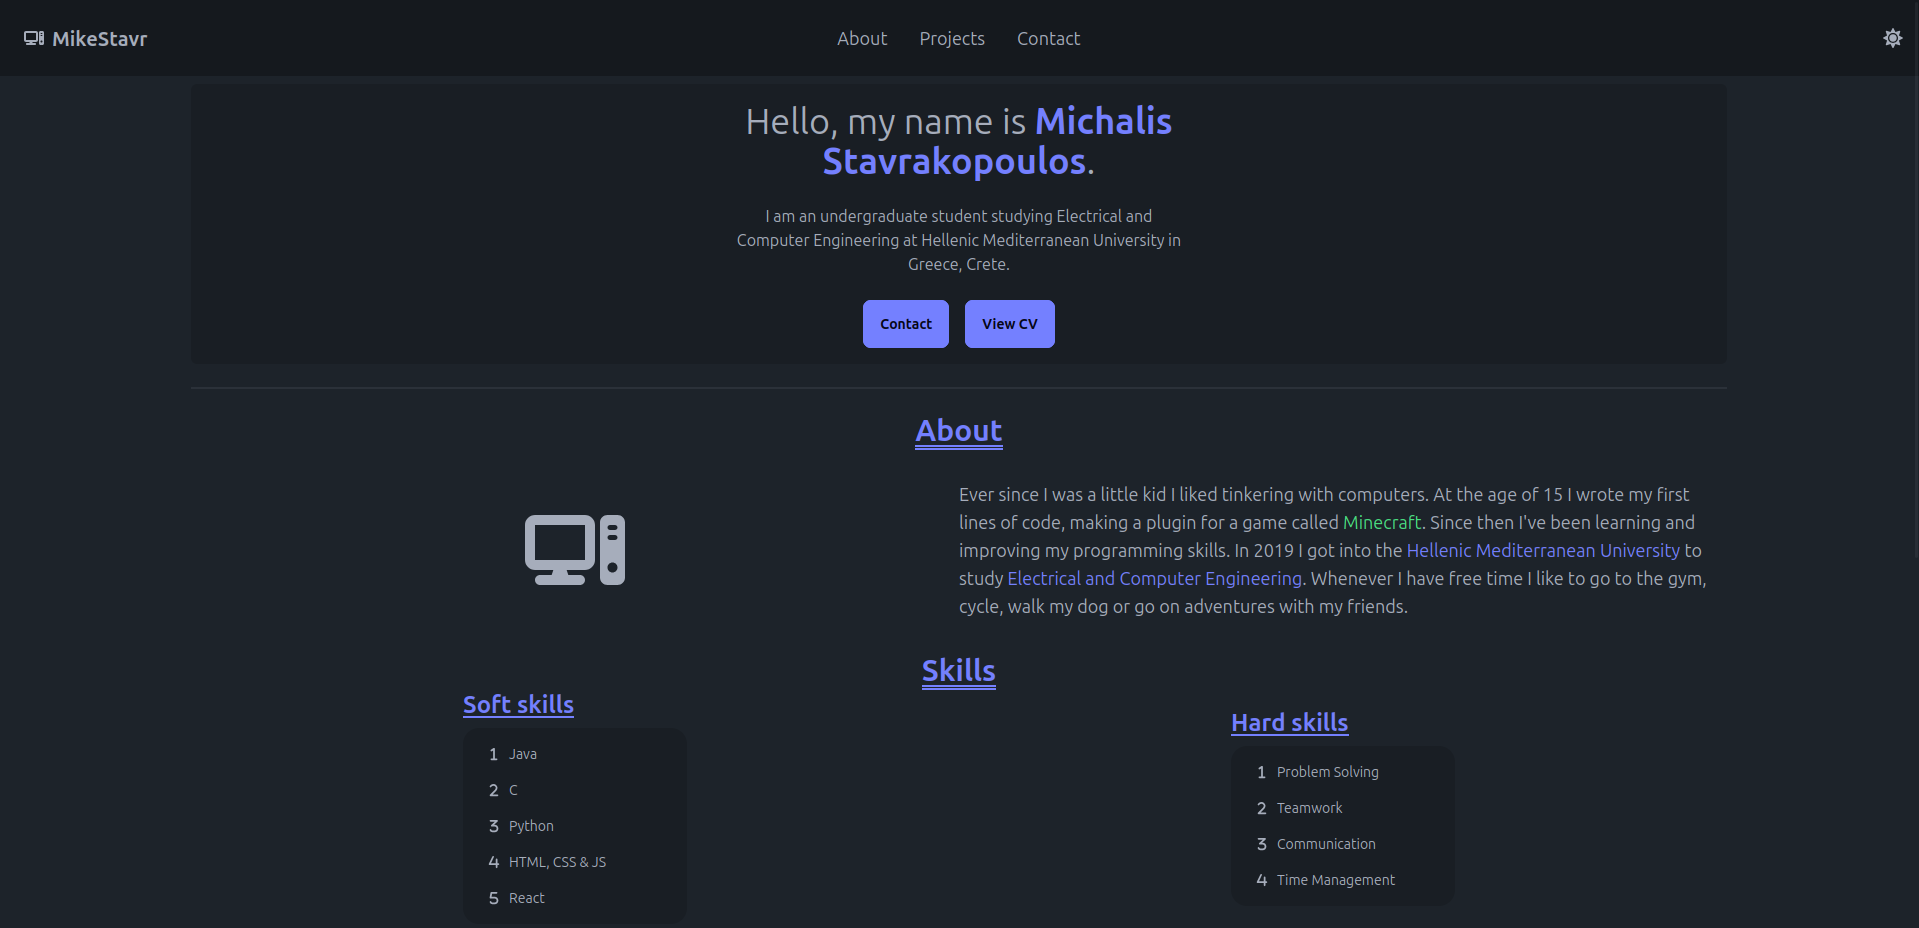 MikeStavr
About Projects Contact
Hello, my name is Michalis
Stavrakopoulos.
I am an undergraduate student studying Electrical and
Computer Engineering at Hellenic Mediterranean University in
Greece, Crete.
Contact View CV
About
Ever since I was a little kid I liked tinkering with computers. At the age of 15 I wrote my first
lines of code, making a plugin for a game called Minecraft. Since then I've been learning and
improving my programming skills. In 2019 I got into the Hellenic Mediterranean University to
study Electrical and Computer Engineering. Whenever I have free time I like to go to the gym,
cycle, walk my dog or go on adventures with my friends.
Skills
Soft skills
1 Java
2 C
3 Python
4 HTML, CSS & JS
5 React
Hard skills
1 Problem Solving
2 Teamwork
3 Communication
4 Time Management